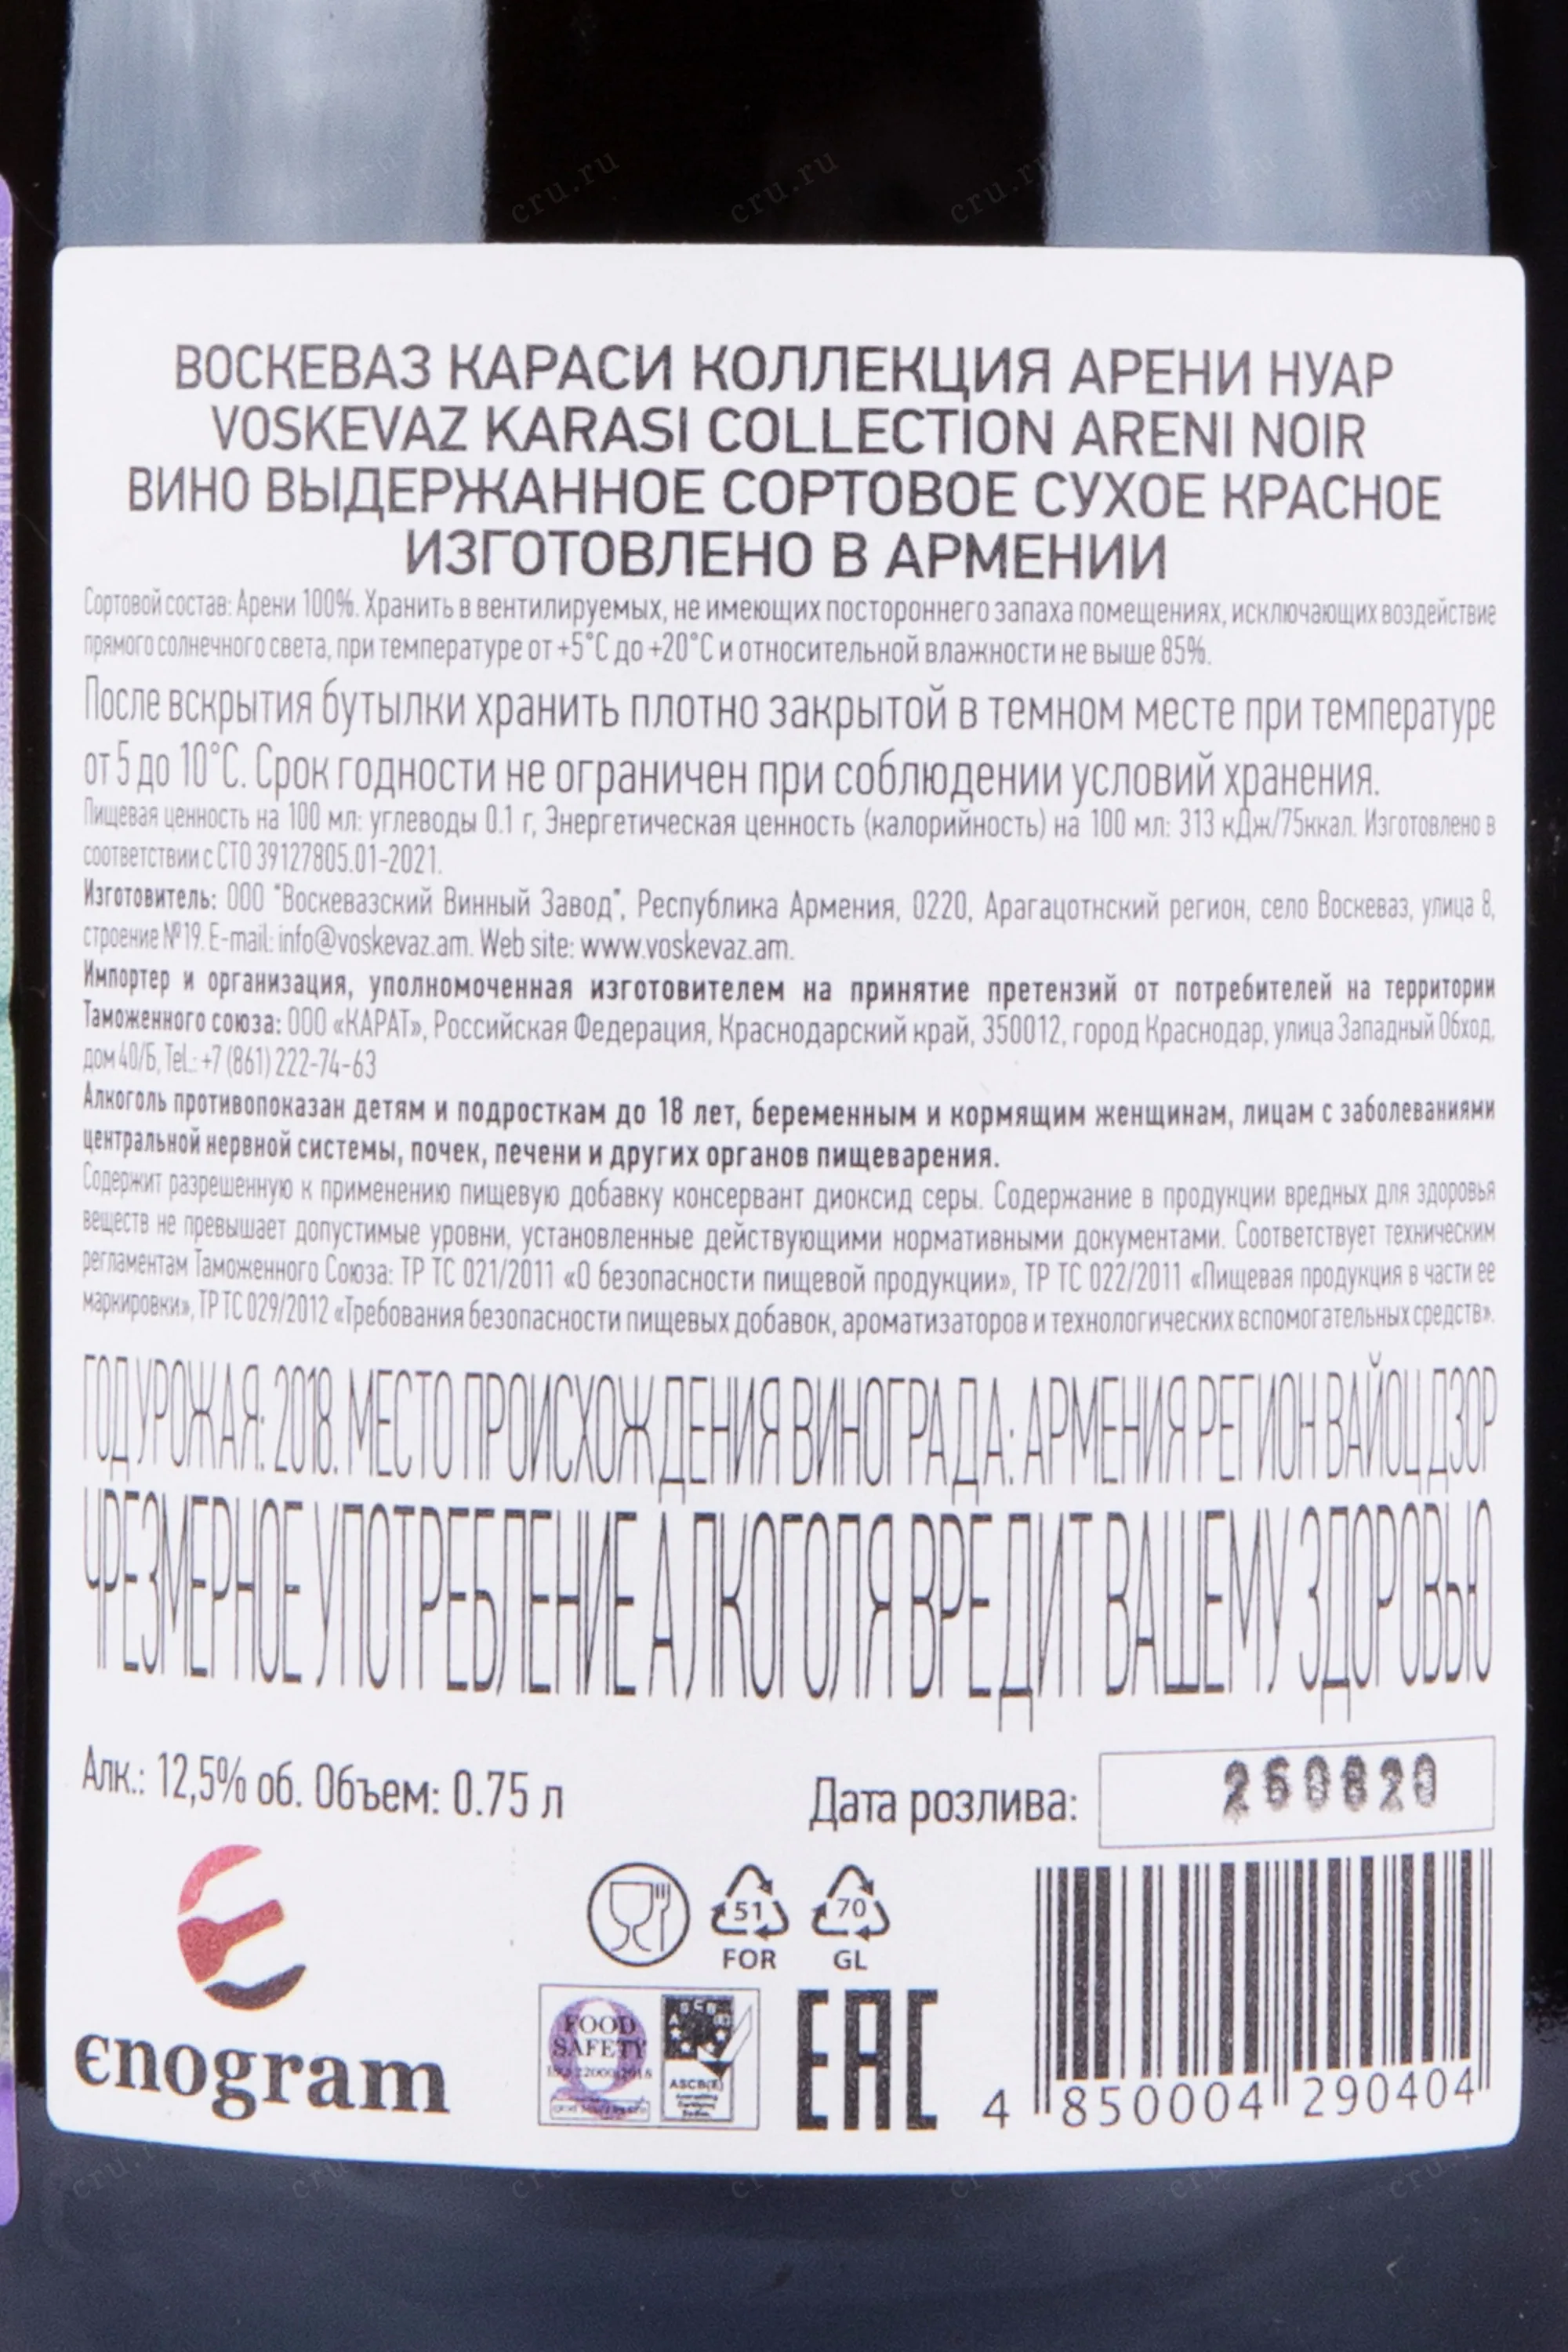 ВОСКЕВАЗ КАРАСИ КОЛЛЕКЦИЯ АРЕНИ НУАР
VOSKEVAZ KARASI COLLECTION ARENI NOIR
ВИНО ВЫДЕРЖАННОЕ СОРТОВОЕ СУХОЕ КРАСНОЕ
ИЗГОТОВЛЕНО В АРМЕНИИ
Сортовой состав: Арени 100%. Хранить в вентилируемых, не имеющих постороннего запаха помещениях, исключающих воздействие
прямого солнечного света, при температуре от +5°C до +20°C и относительной влажности не выше 85%.
После вскрытия бутылки хранить плотно закрытой в темном месте при температуре
от 5 до 10°C. Срок годности не ограничен при соблюдении условий хранения.
Пищевая ценность на 100 мл: углеводы 0.1 г, Энергетическая ценность (калорийность) на 100 мл: 313 кДж/75ккал. Изготовлено в
соответствии с СТО 39127805.01-2021.
Изготовитель: ООО "Воскевазский Винный Завод", Республика Армения, 0220, Арагацотнский регион, село Воскеваз, улица 8,
строение №19. E-mail: info@voskevaz.am. Web site: www.voskevaz.am.
Импортер и организация, уполномоченная изготовителем на принятие претензий от потребителей на территории
Таможенного союза: ООО «КАРАТ», Российская Федерация, Краснодарский край, 350012, город Краснодар, улица Западный Обход,
дом 40/Б, Tel.: +7 (861) 222-74-63
Алкоголь противопоказан детям и подросткам до 18 лет, беременным и кормящим женщинам, лицам с заболеваниями
центральной нервной системы, почек, печени и других органов пищеварения.
Содержит разрешенную к применению пищевую добавку консервант диоксид серы. Содержание в продукции вредных для здоровья
веществ не превышает допустимые уровни, установленные действующими нормативными документами. Соответствует техническим
регламентам Таможенного Союза: ТР ТС 021/2011 «О безопасности пищевой продукции», ТР ТС 022/2011 «Пищевая продукция в части ее
маркировки», ТР ТС 029/2012 «Требования безопасности пищевых добавок, ароматизаторов и технологических вспомогательных средств».
ГОД УРОЖАЯ: 2018. МЕСТО ПРОИСХОЖДЕНИЯ ВИНОГРАДА: АРМЕНИЯ РЕГИОН ВАЙОЦ ДЗОР
ЧРЕЗМЕРНОЕ УПОТРЕБЛЕНИЕ АЛКОГОЛЯ ВРЕДИТ ВАШЕМУ ЗДОРОВЬЮ
Алк.: 12,5% об. Объем: 0.75 л
Дата розлива:
51
FOR
70
GL
FOOD
SAFETY
ASCB(E)
EAC
enogram
4 850004 290404
cru.ru
cru.ru